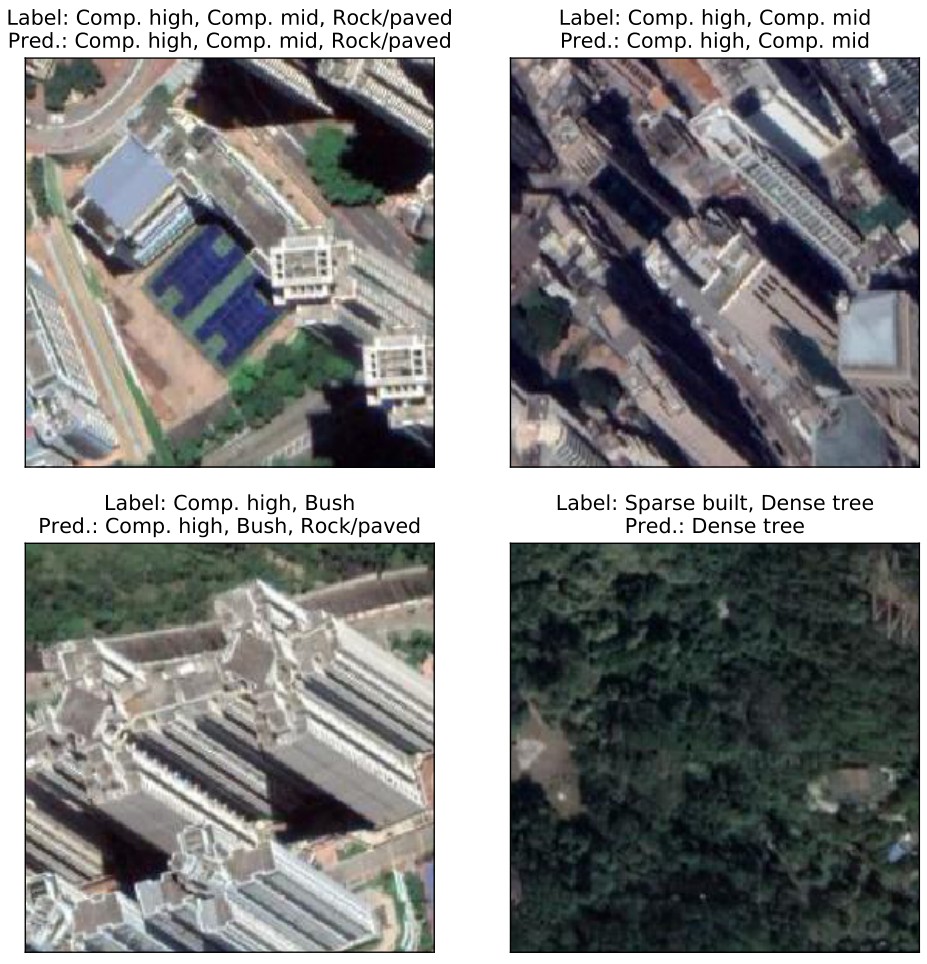 Label: Comp. high, Comp. mid, Rock/paved
Pred.: Comp. high, Comp. mid, Rock/paved
Label: Comp. high, Comp. mid
Pred.: Comp. high, Comp. mid
Label: Comp. high, Bush
Pred.: Comp. high, Bush, Rock/paved
Label: Sparse built, Dense tree
Pred.: Dense tree